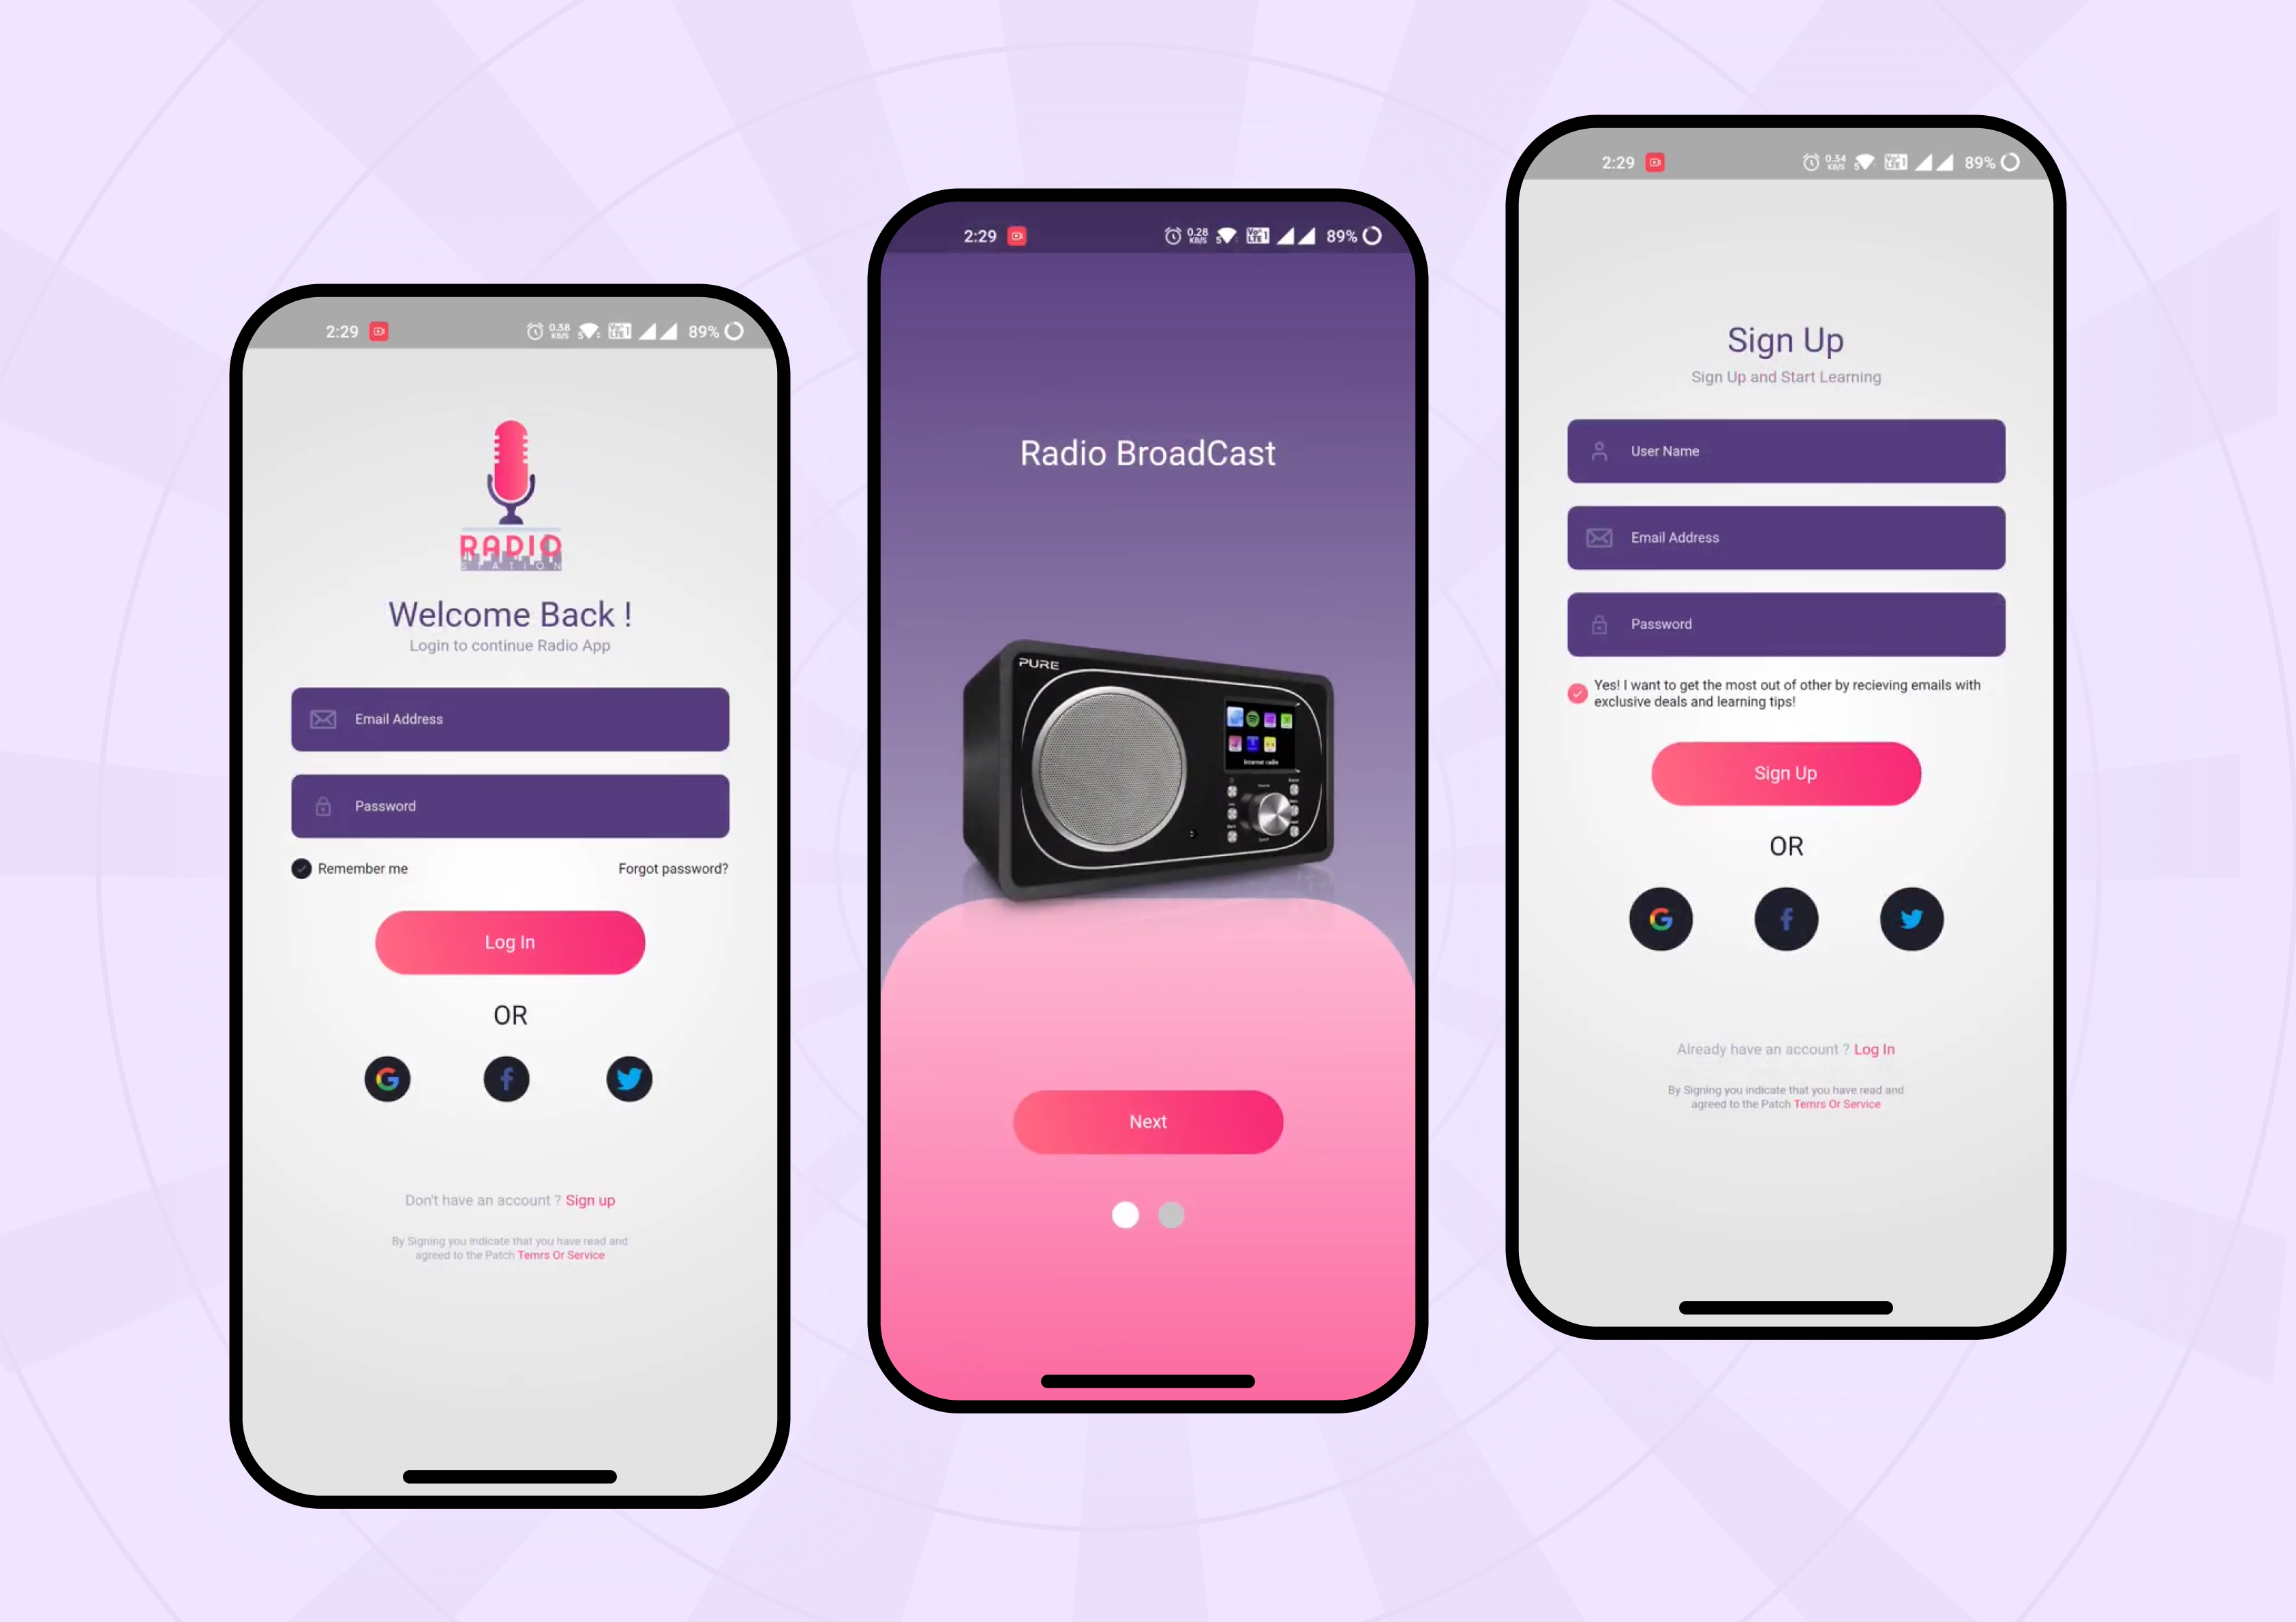 2:29
0.38
KB/S
89%
RADIO
STATION
Welcome Back !
Login to continue Radio App
Email Address
Password
Remember me
Forgot password?
Log In
OR
Don't have an account ? Sign up
By Signing you indicate that you have read and
agreed to the Patch Temrs Or Service
2:29
0.28
KB/S
89%
Radio BroadCast
PURE
Internet radio
Next
2:29
0.34
KB/S
89%
Sign Up
Sign Up and Start Learning
User Name
Email Address
Password
Yes! I want to get the most out of other by recieving emails with
exclusive deals and learning tips!
Sign Up
OR
Already have an account ? Log In
By Signing you indicate that you have read and
agreed to the Patch Temrs Or Service